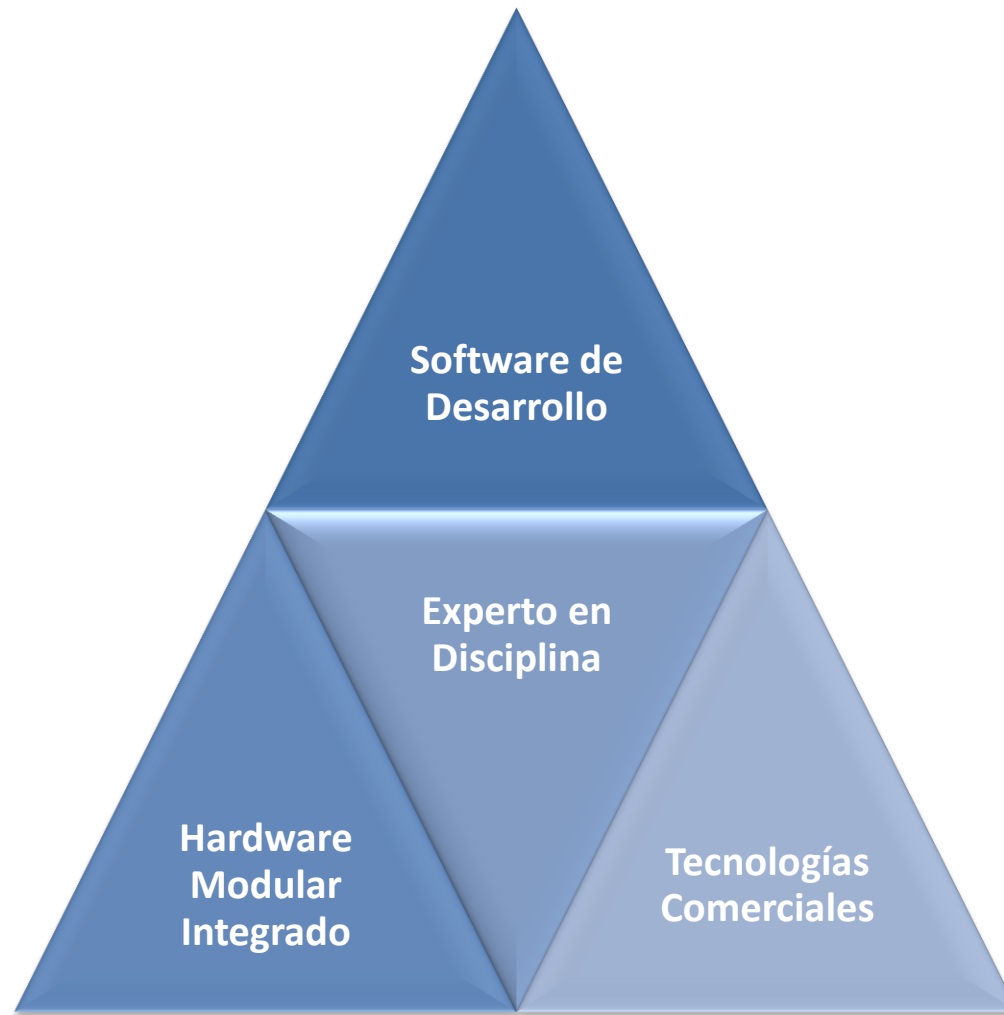 Software de
Desarrollo
Experto en
Disciplina
Hardware
Modular
Integrado
Tecnologías
Comerciales